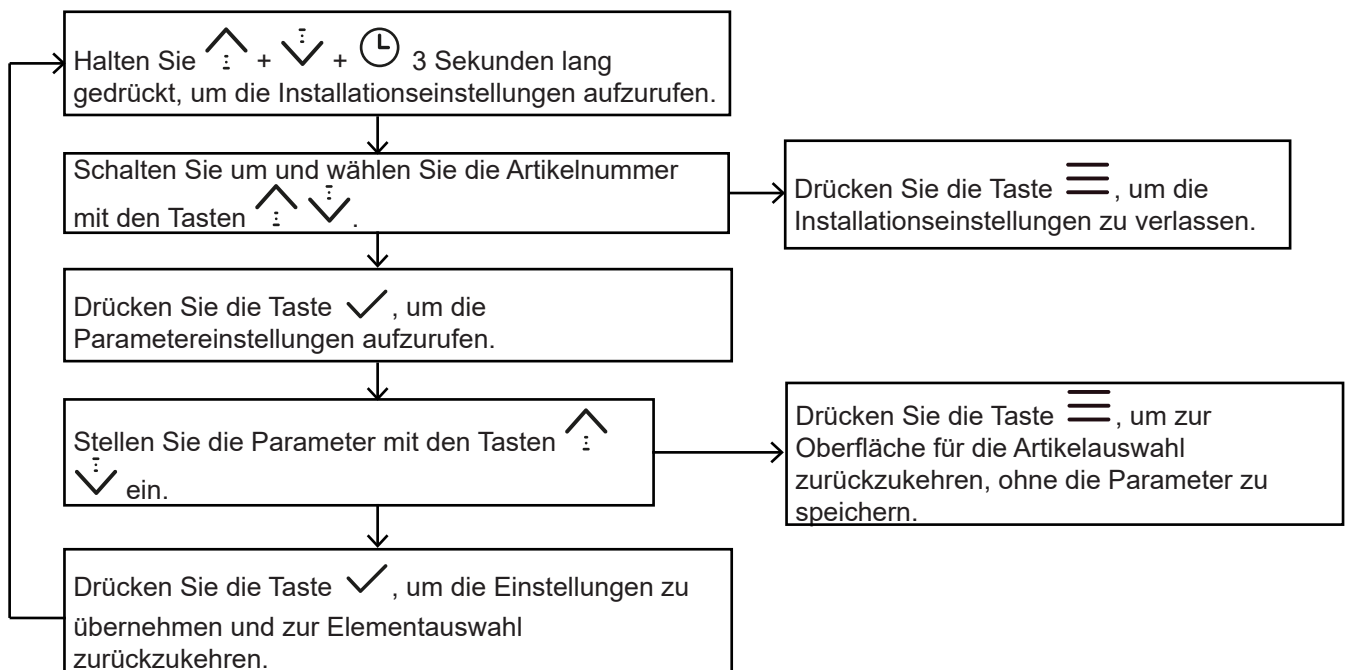 Halten Sie + + 3 Sekunden lang
gedrückt, um die Installationseinstellungen aufzurufen.
Schalten Sie um und wählen Sie die Artikelnummer
mit den Tasten .
Drücken Sie die Taste , um die
Installationseinstellungen zu verlassen.
Drücken Sie die Taste , um die
Parametereinstellungen aufzurufen.
Stellen Sie die Parameter mit den Tasten
ein.
Drücken Sie die Taste , um zur
Oberfläche für die Artikelauswahl
zurückzukehren, ohne die Parameter zu
speichern.
Drücken Sie die Taste , um die Einstellungen zu
übernehmen und zur Elementauswahl
zurückzukehren.